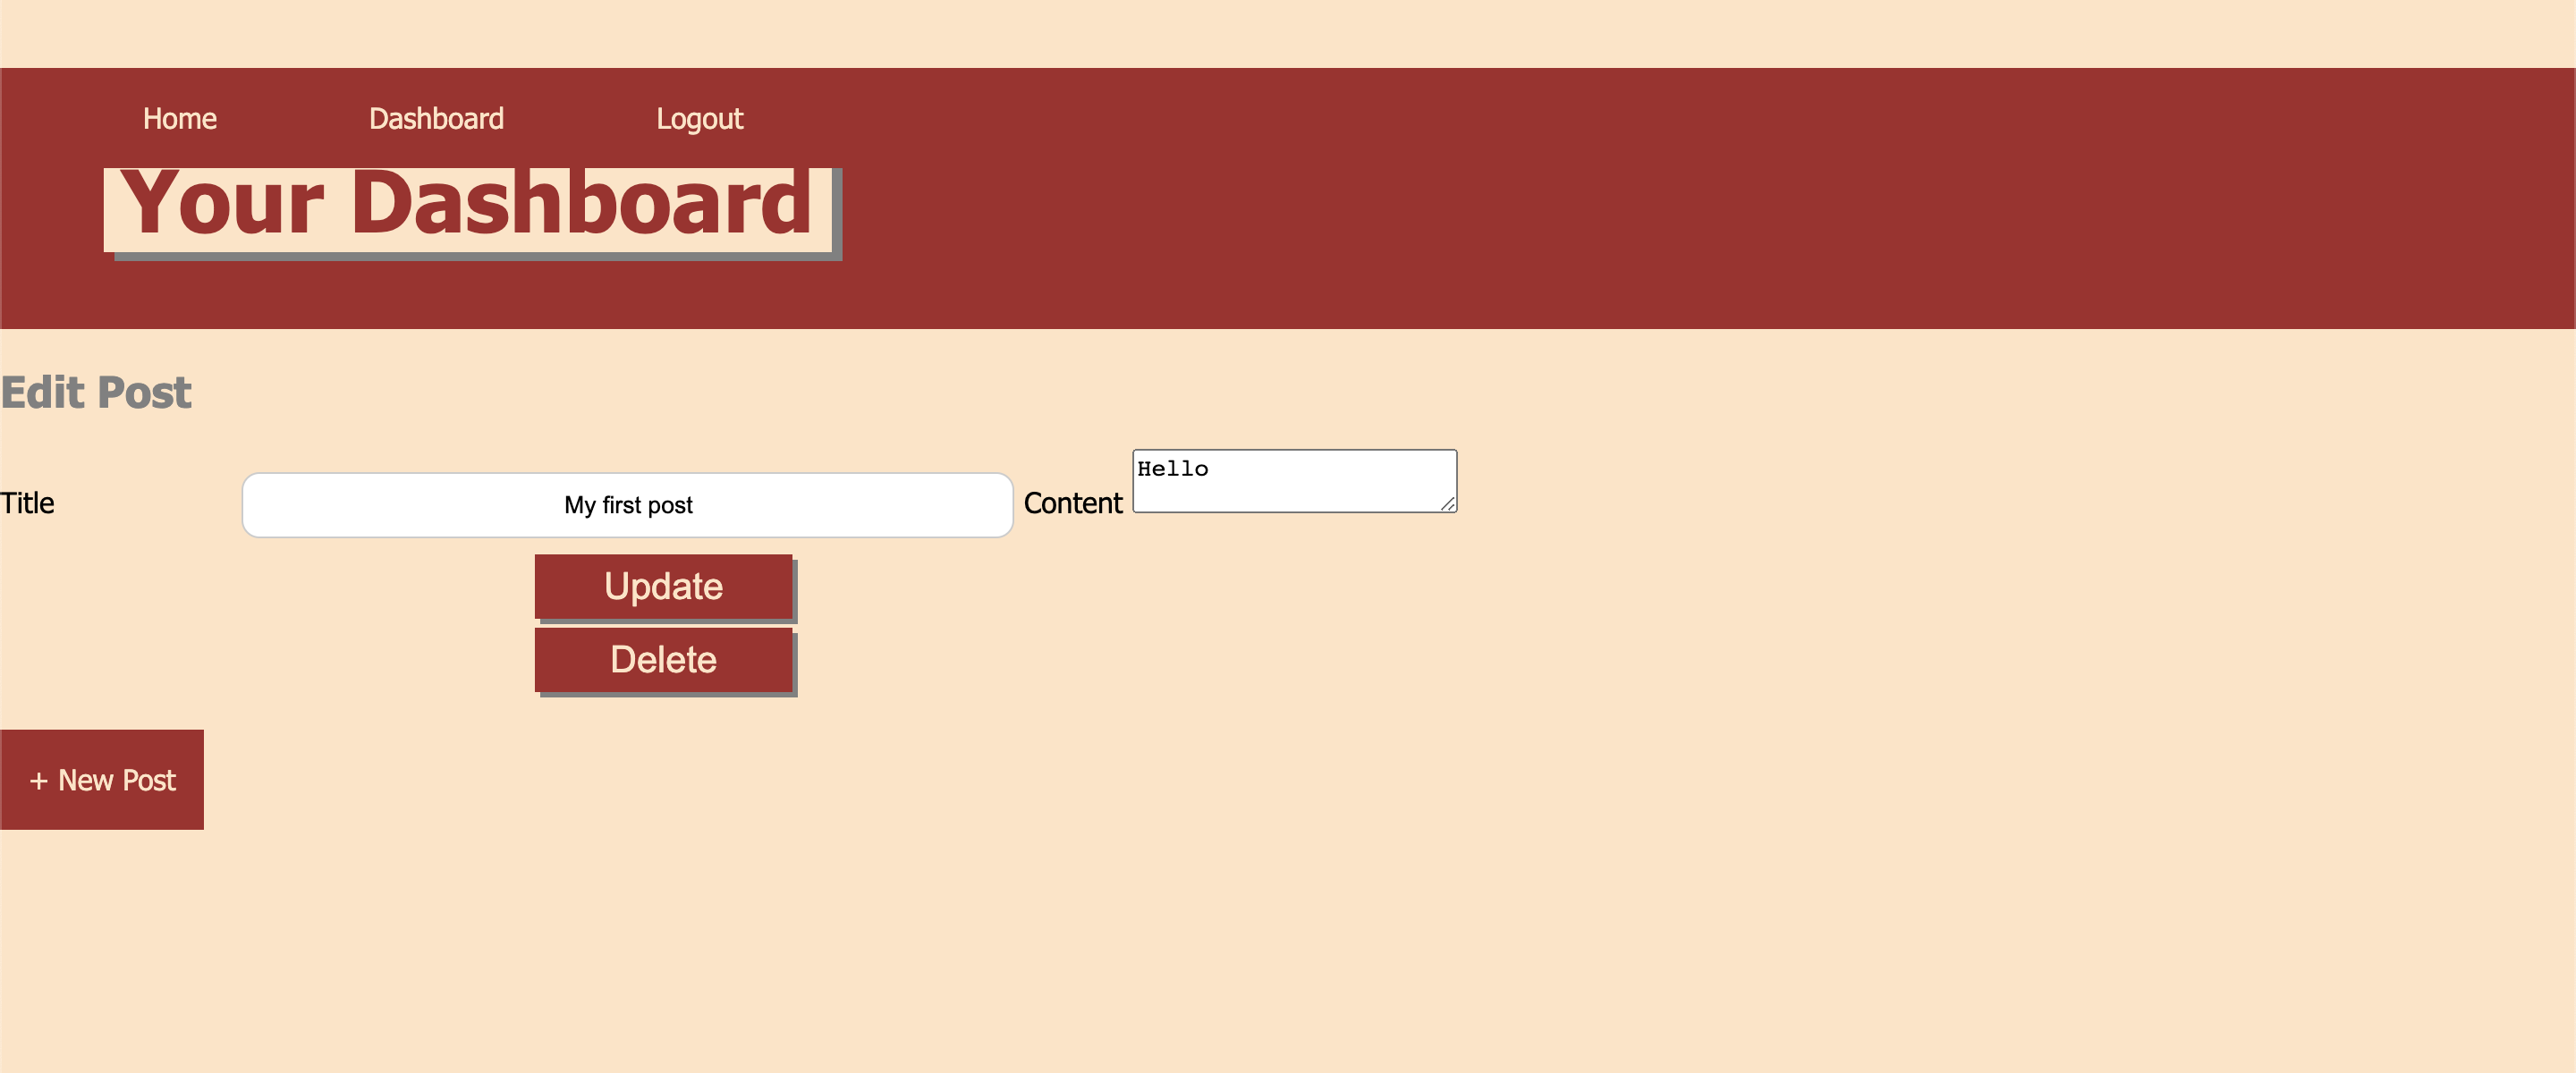 Home Dashboard Logout
Your Dashboard
Edit Post
Title My first post Content Hello
Update
Delete
+ New Post